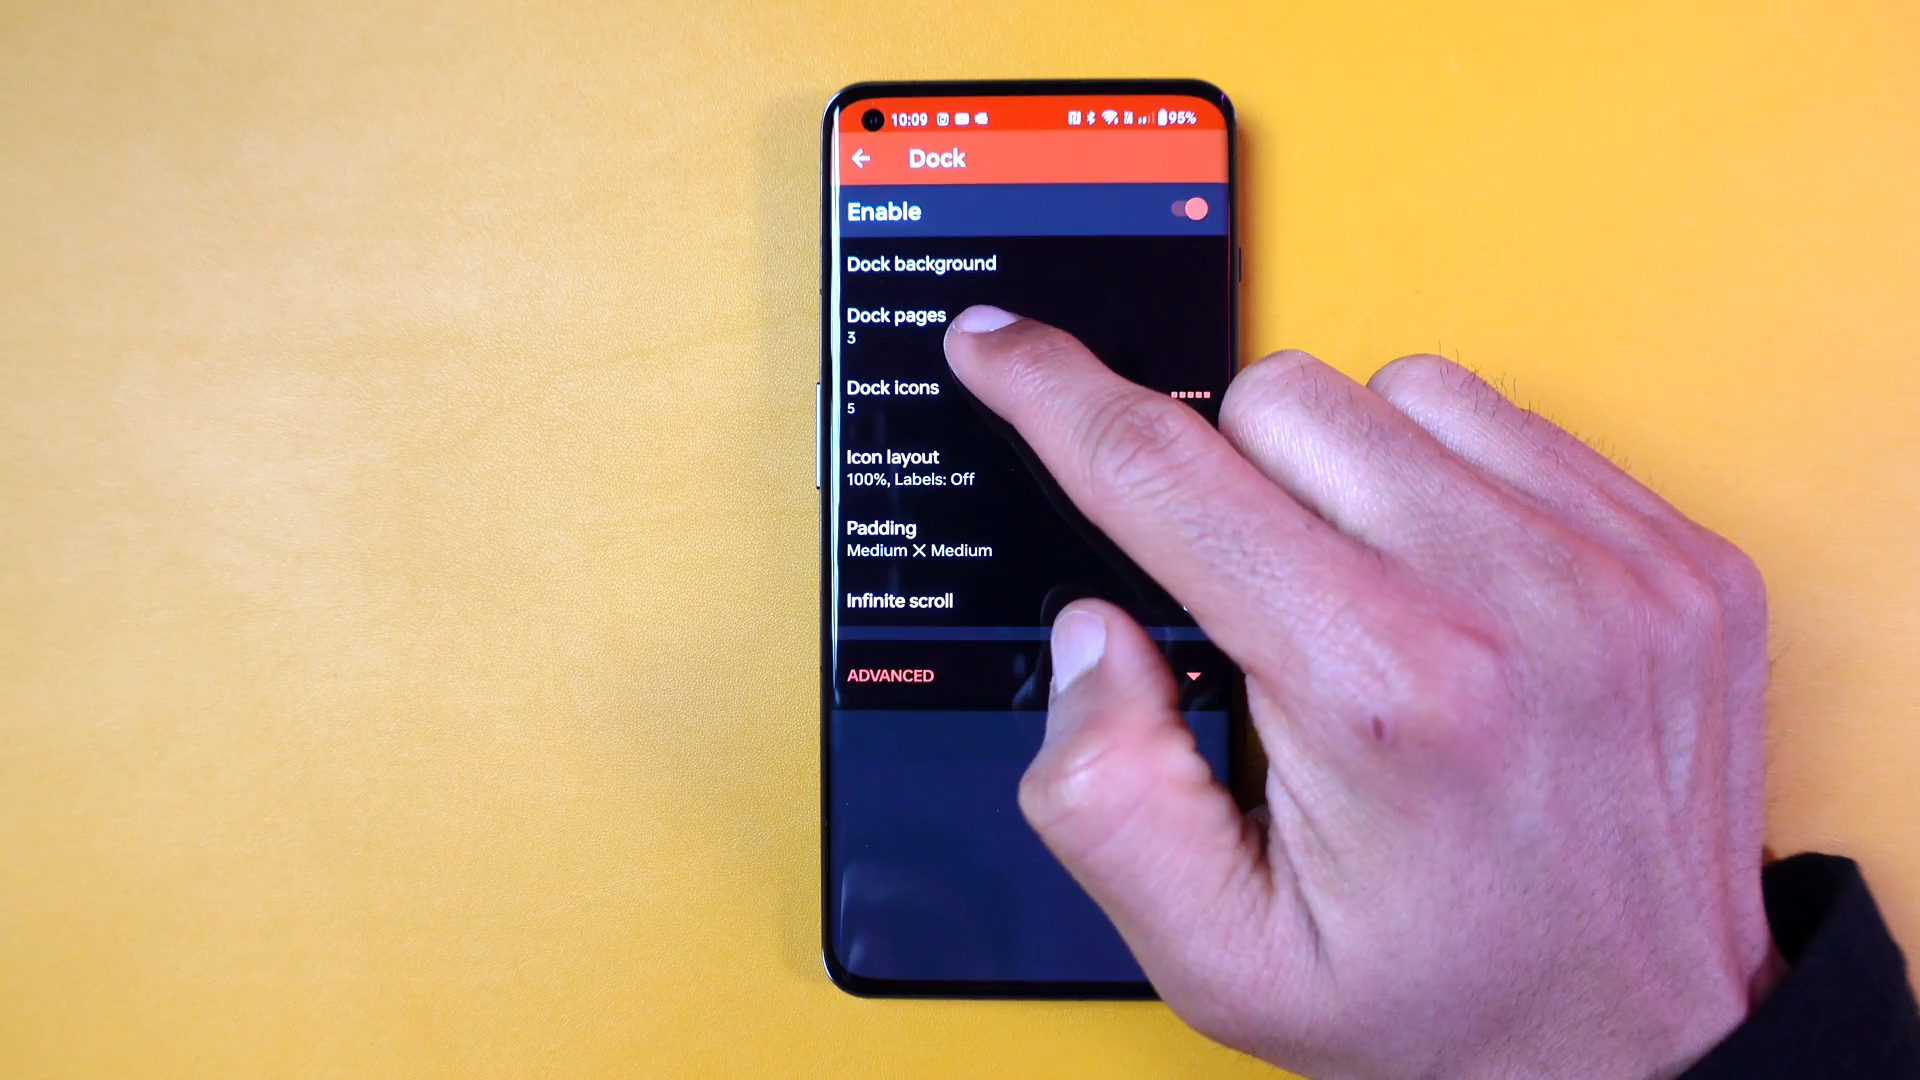 10:09 95%
Dock
Enable
Dock background
Dock pages
3
Dock icons
5
Icon layout
100%, Labels: Off
Padding
Medium X Medium
Infinite scroll
ADVANCED